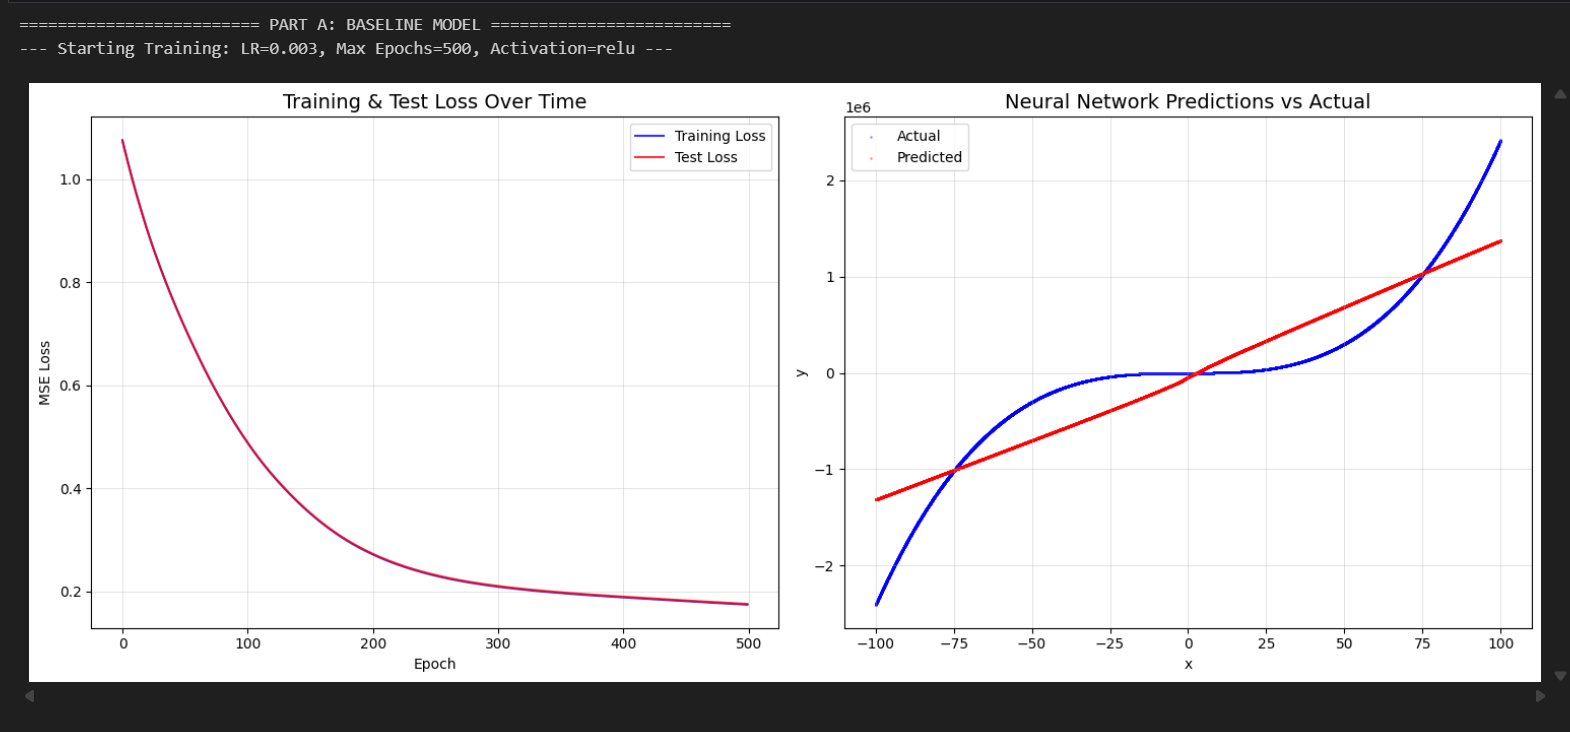 ========================= PART A: BASELINE MODEL =========================
--- Starting Training: LR=0.003, Max Epochs=500, Activation=relu ---
Training & Test Loss Over Time
Training Loss
Test Loss
1.0
0.8
0.6
0.4
0.2
MSE Loss
0 100 200 300 400 500
Epoch
Neural Network Predictions vs Actual
1e6
Actual
Predicted
2
1
0
−1
−2
y
−100 −75 −50 −25 0 25 50 75 100
x